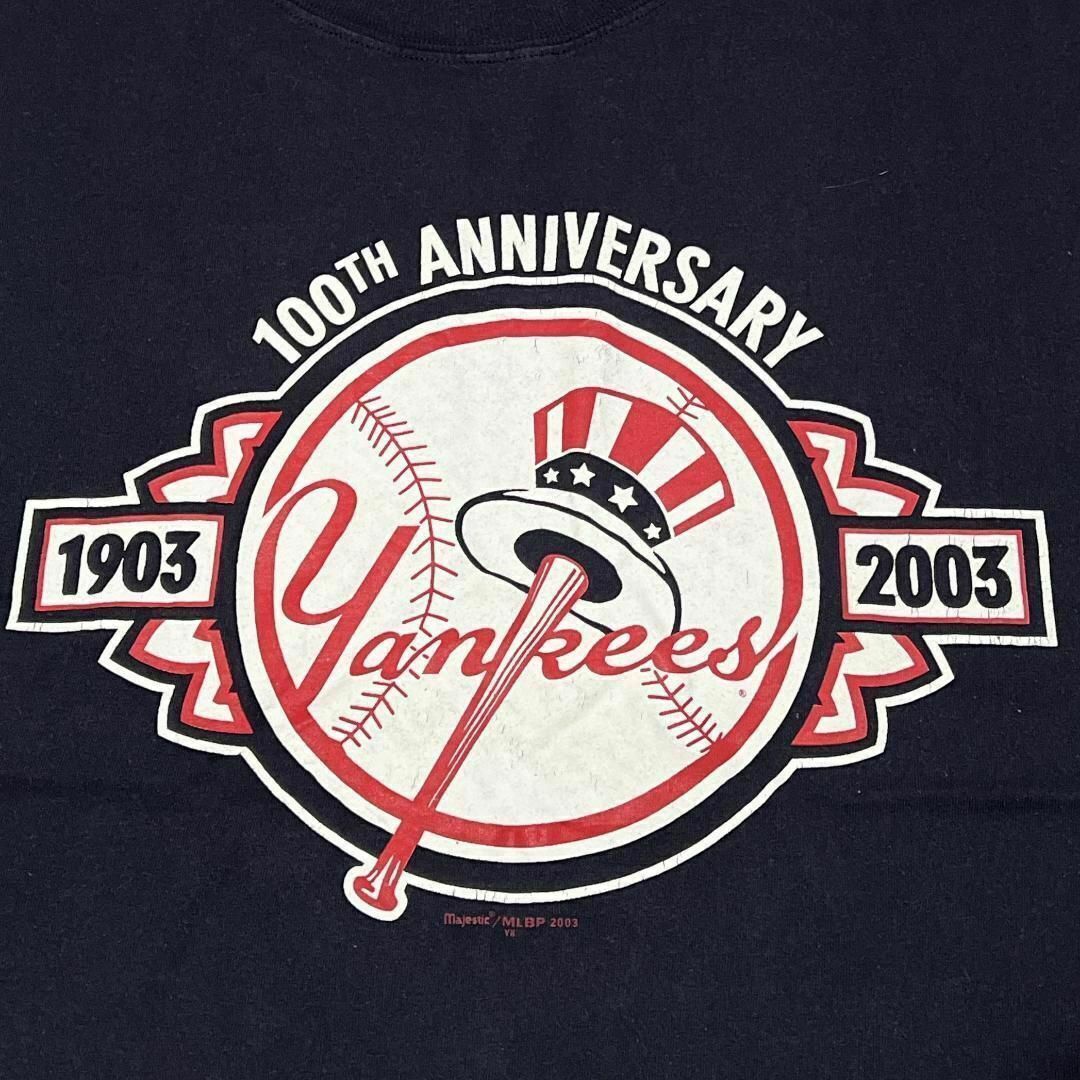 100TH ANNIVERSARY
1903
2003
Yankees®
Majestic®/MLBP 2003